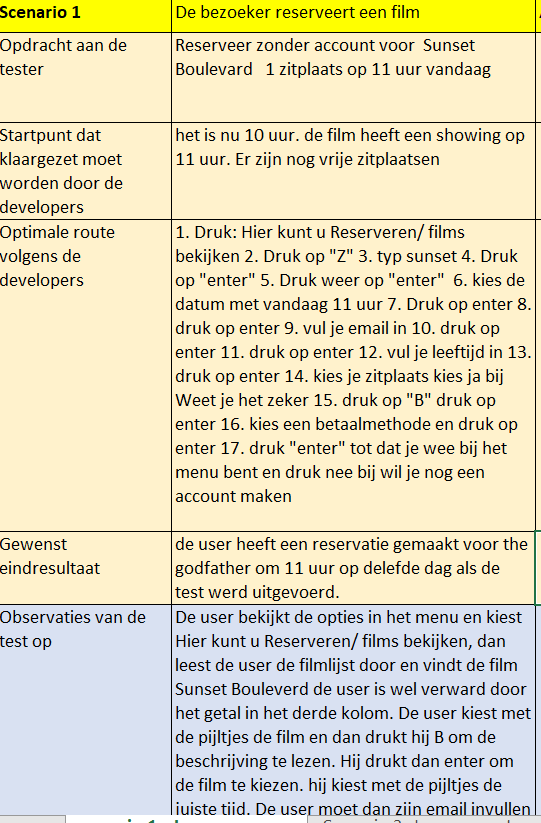 Scenario 1
De bezoeker reserveert een film
Opdracht aan de
tester
Reserveer zonder account voor Sunset
Boulevard 1 zitplaats op 11 uur vandaag
Startpunt dat
klaargezet moet
worden door de
developers
het is nu 10 uur. de film heeft een showing op
11 uur. Er zijn nog vrije zitplaatsen
Optimale route
volgens de
developers
1. Druk: Hier kunt u Reserveren/ films
bekijken 2. Druk op "Z" 3. typ sunset 4. Druk
op "enter" 5. Druk weer op "enter" 6. kies de
datum met vandaag 11 uur 7. Druk op enter 8.
druk op enter 9. vul je email in 10. druk op
enter 11. druk op enter 12. vul je leeftijd in 13.
druk op enter 14. kies je zitplaats kies ja bij
Weet je het zeker 15. druk op "B" druk op
enter 16. kies een betaalmethode en druk op
enter 17. druk "enter" tot dat je wee bij het
menu bent en druk nee bij wil je nog een
account maken
Gewenst
eindresultaat
de user heeft een reservatie gemaakt voor the
godfather om 11 uur op delefde dag als de
test werd uitgevoerd.
Observaties van de
test op
De user bekijkt de opties in het menu en kiest
Hier kunt u Reserveren/ films bekijken, dan
leest de user de filmlijst door en vindt de film
Sunset Bouleverd de user is wel verward door
het getal in het derde kolom. De user kiest met
de pijltjes de film en dan drukt hij B om de
beschrijving te lezen. Hij drukt dan enter om
de film te kiezen. hij kiest met de pijltjes de
juiste tijd. De user moet dan zijn email invullen